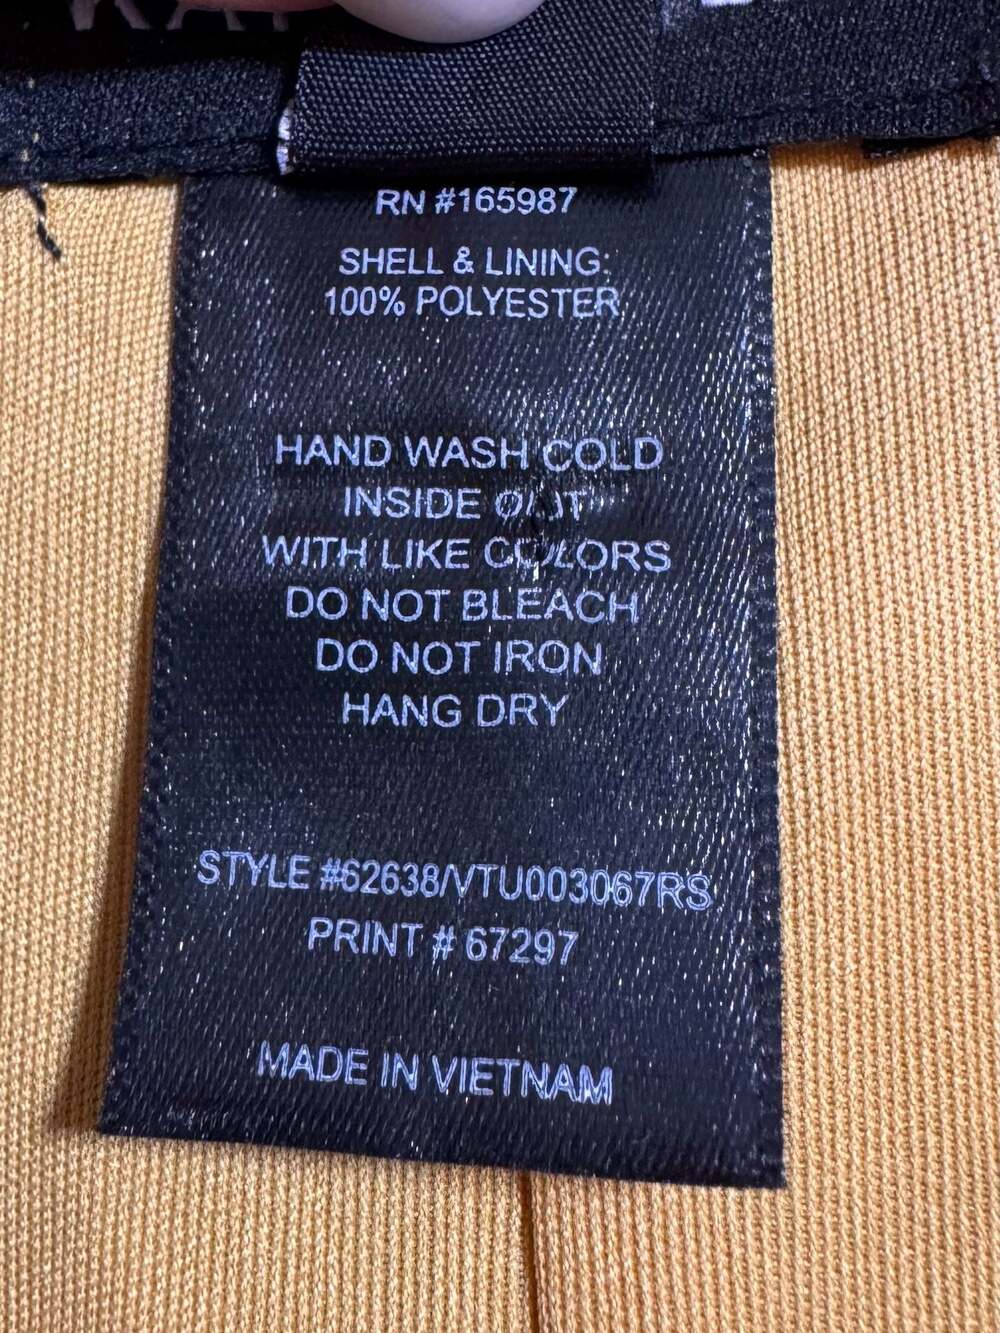 RN #165987
SHELL & LINING:
100% POLYESTER
HAND WASH COLD
INSIDE OUT
WITH LIKE COLORS
DO NOT BLEACH
DO NOT IRON
HANG DRY
STYLE #62638/VTU003067RS
PRINT # 67297
MADE IN VIETNAM